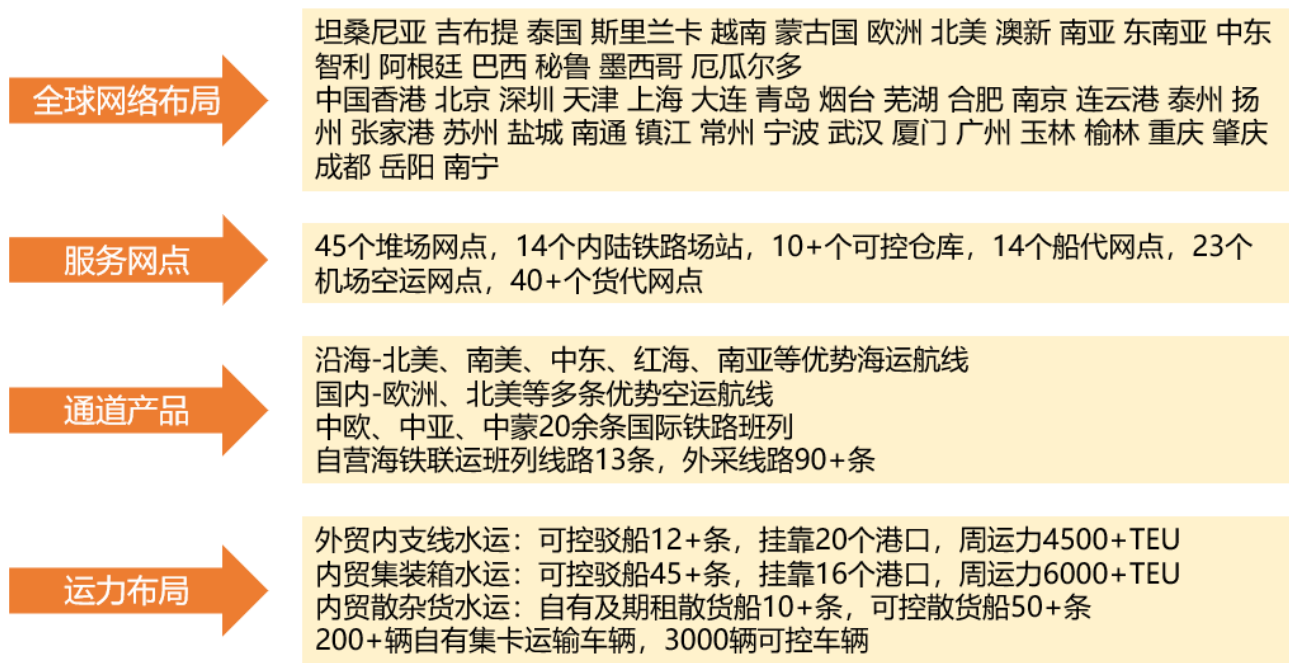 全球网络布局
坦桑尼亚 吉布提 泰国 斯里兰卡 越南 蒙古国 欧洲 北美 澳新 南亚 东南亚 中东
智利 阿根廷 巴西 秘鲁 墨西哥 厄瓜尔多
中国香港 北京 深圳 天津 上海 大连 青岛 烟台 芜湖 合肥 南京 连云港 泰州 扬
州 张家港 苏州 盐城 南通 镇江 常州 宁波 武汉 厦门 广州 玉林 榆林 重庆 肇庆
成都 岳阳 南宁
服务网点
45个堆场网点，14个内陆铁路场站，10+个可控仓库，14个船代网点，23个
机场空运网点，40+个货代网点
通道产品
沿海-北美、南美、中东、红海、南亚等优势海运航线
国内-欧洲、北美等多条优势空运航线
中欧、中亚、中蒙20余条国际铁路班列
自营海铁联运班列线路13条，外采线路90+条
运力布局
外贸内支线水运：可控驳船12+条，挂靠20个港口，周运力4500+TEU
内贸集装箱水运：可控驳船45+条，挂靠16个港口，周运力6000+TEU
内贸散杂货水运：自有及期租散货船10+条，可控散货船50+条
200+辆自有集卡运输车辆，3000辆可控车辆